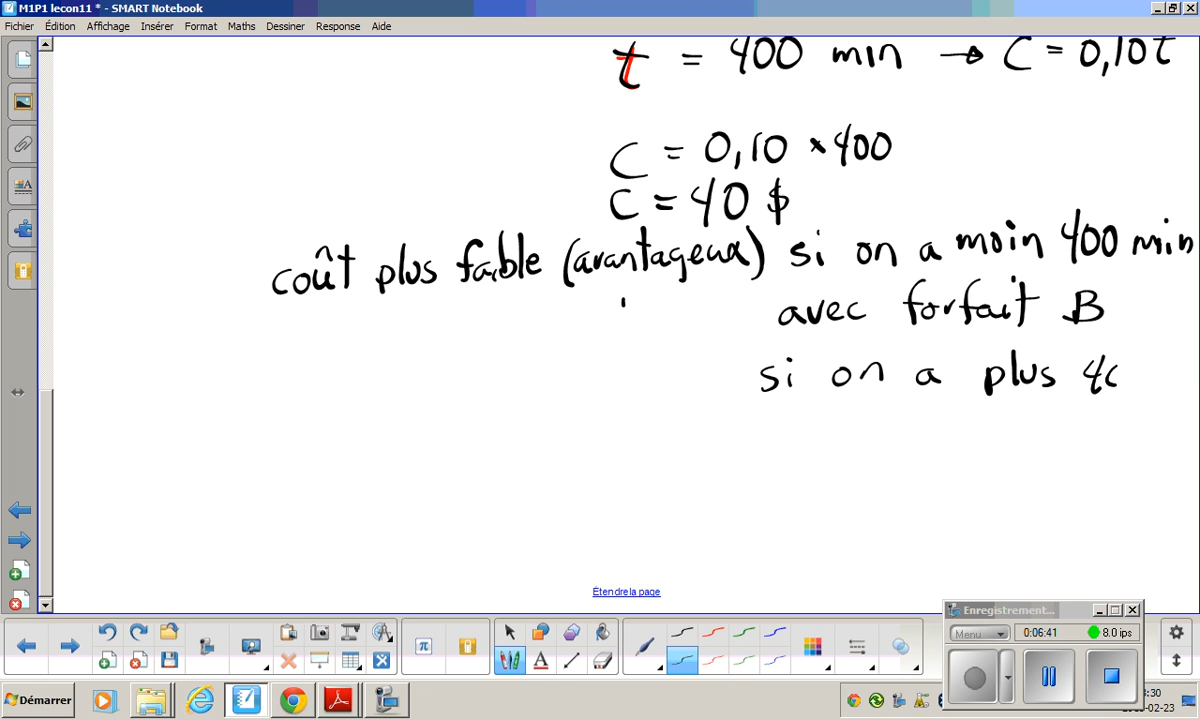 M1P1 lecon11 * - SMART Notebook
Fichier Édition Affichage Insérer Format Maths Dessiner Response Aide
t = 400 min → C = 0,10t
C = 0,10 × 400
C = 40 $
coût plus faible (avantageux) si on a moin 400 min
avec forfait B
si on a plus 40
Étendre la page
Enregistrement...
Menu 0:06:41 8.0 ips
Démarrer